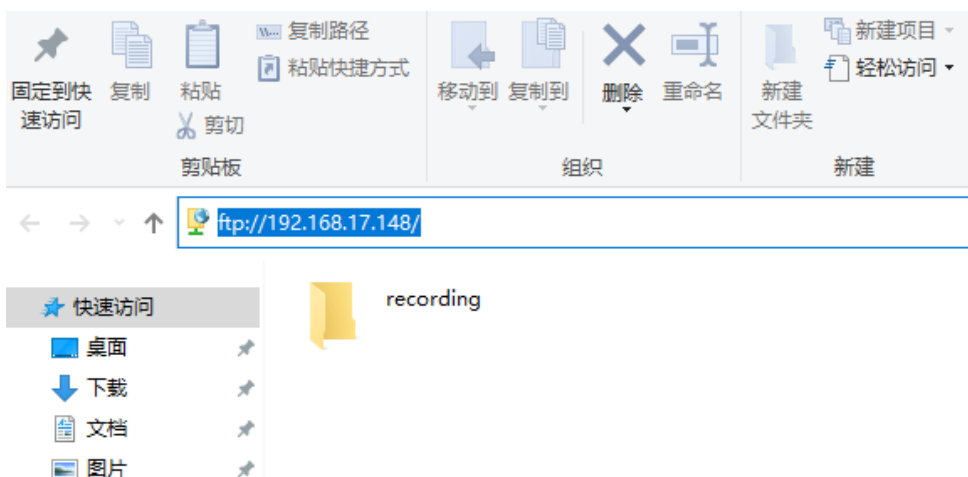 复制路径
新建项目
粘贴快捷方式
轻松访问
固定到快
速访问
复制
粘贴
移动到
复制到
删除
重命名
新建
文件夹
剪切
剪贴板
组织
新建
ftp://192.168.17.148/
快速访问
recording
桌面
下载
文档
图片